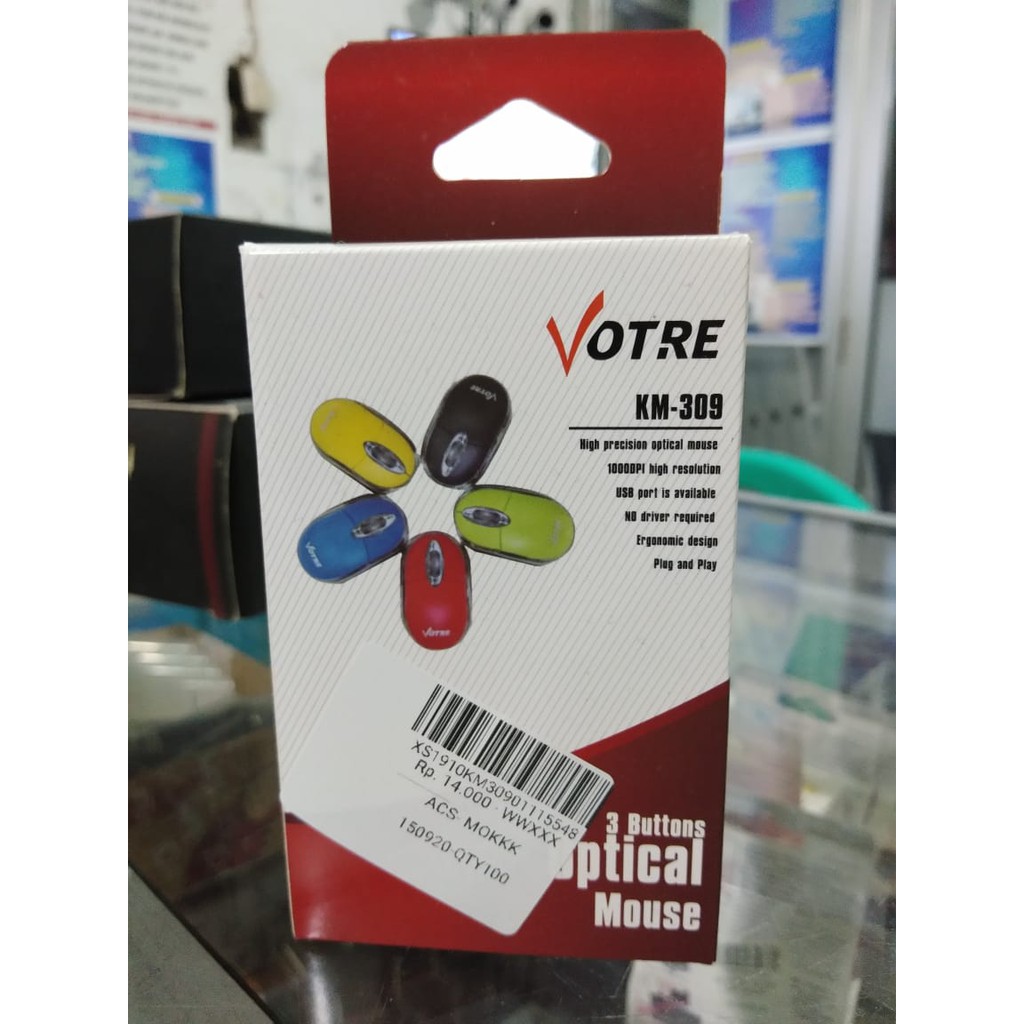 VOTRE
KM-309
High precision optical mouse
1000DPI high resolution
USB port is available
NO driver required
Ergonomic design
Plug and Play
VOTRE
VOTRE
VOTRE
XS1910KM30901115548
Rp. 14.000 - WWXXX
ACS- MOKKK
150920-QTY100
3 Buttons
Optical
Mouse